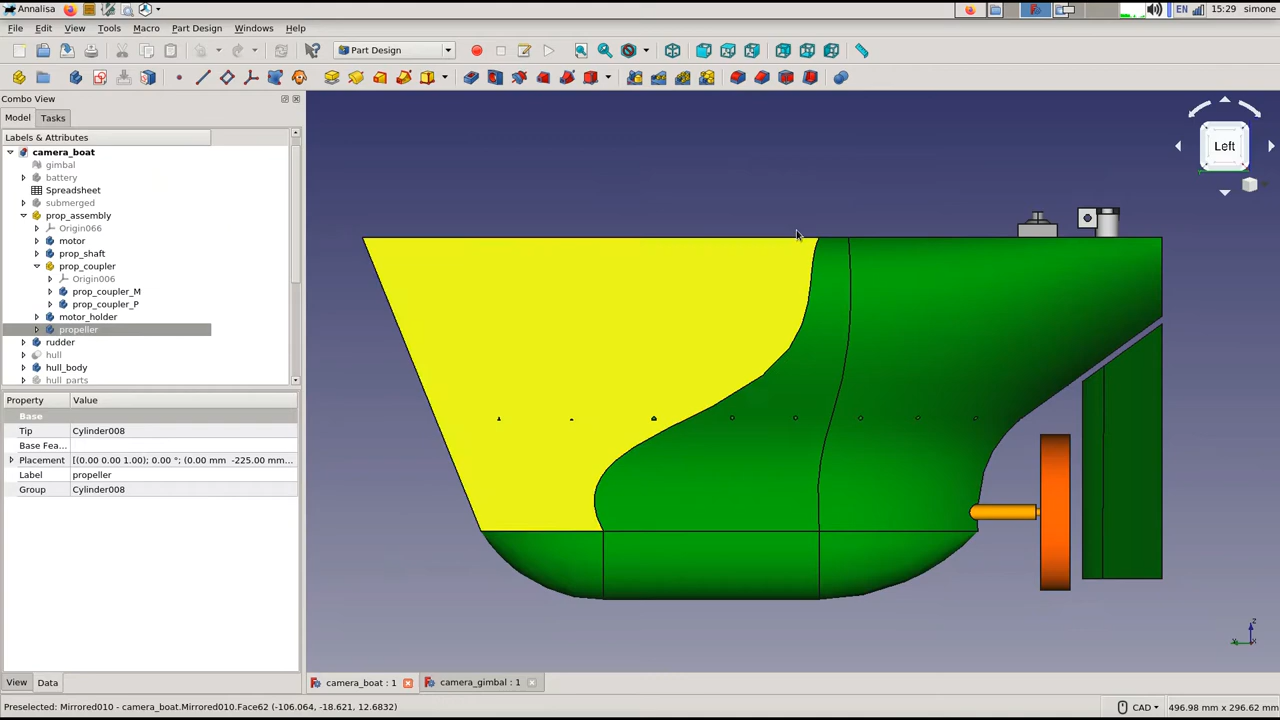 Annalisa
EN 15:29 simone
File Edit View Tools Macro Part Design Windows Help
Part Design
Combo View
Model Tasks
Labels & Attributes
camera_boat
gimbal
battery
Spreadsheet
submerged
prop_assembly
Origin066
motor
prop_shaft
prop_coupler
Origin006
prop_coupler_M
prop_coupler_P
motor_holder
propeller
rudder
hull
hull_body
hull_parts
Property Value
Base
Tip Cylinder008
Base Fea...
Placement [(0.00 0.00 1.00); 0.00 °; (0.00 mm -225.00 mm...
Label propeller
Group Cylinder008
Left
Z
Y X
View Data
camera_boat : 1 camera_gimbal : 1
Preselected: Mirrored010 - camera_boat.Mirrored010.Face62 (-106.064, -18.621, 12.6832)
CAD 496.98 mm x 296.62 mm